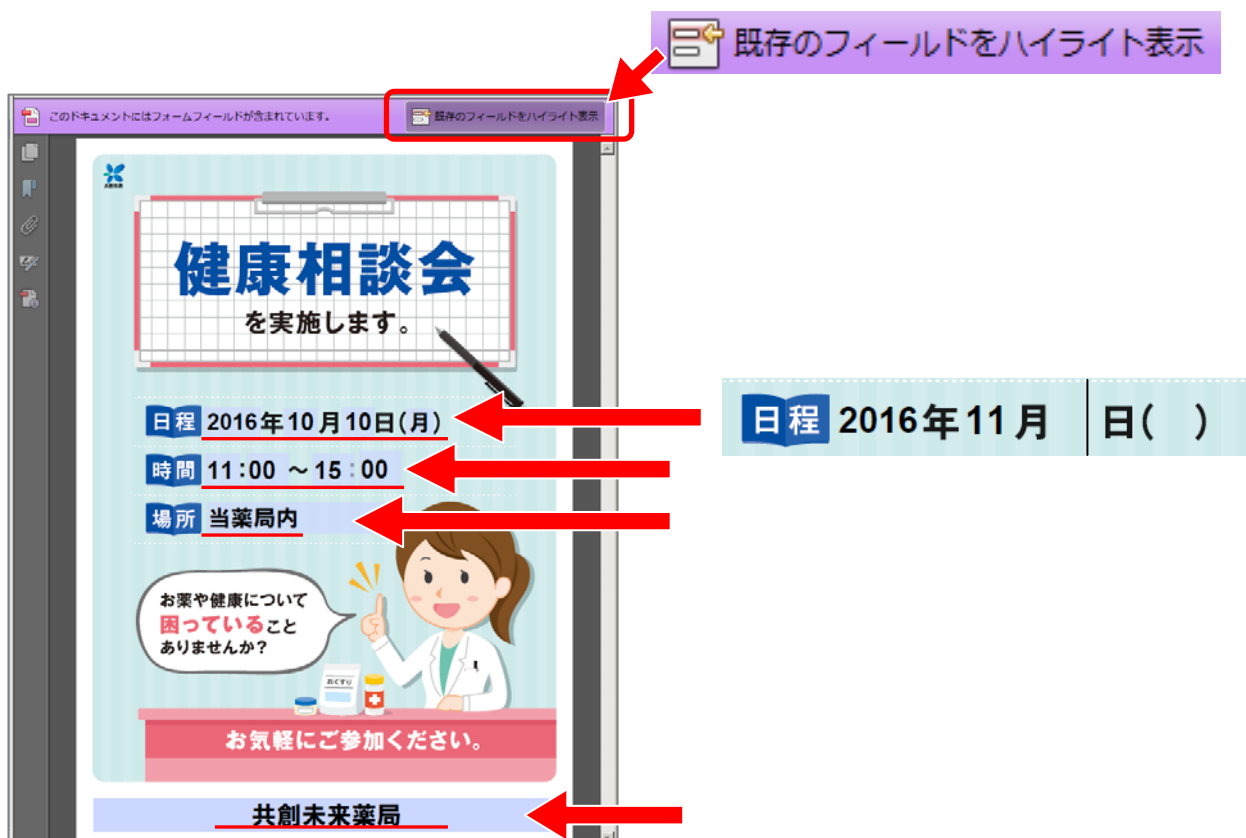 既存のフィールドをハイライト表示
このドキュメントにはフォームフィールドが含まれています。
既存のフィールドをハイライト表示
健康相談会
を実施します。
日程 2016年10月10日(月)
時間 11:00 ～15:00
場所 当薬局内
日程 2016年11月 日( )
お薬や健康について
困っていること
ありませんか?
おくすり
お気軽にご参加ください。
共創未来薬局